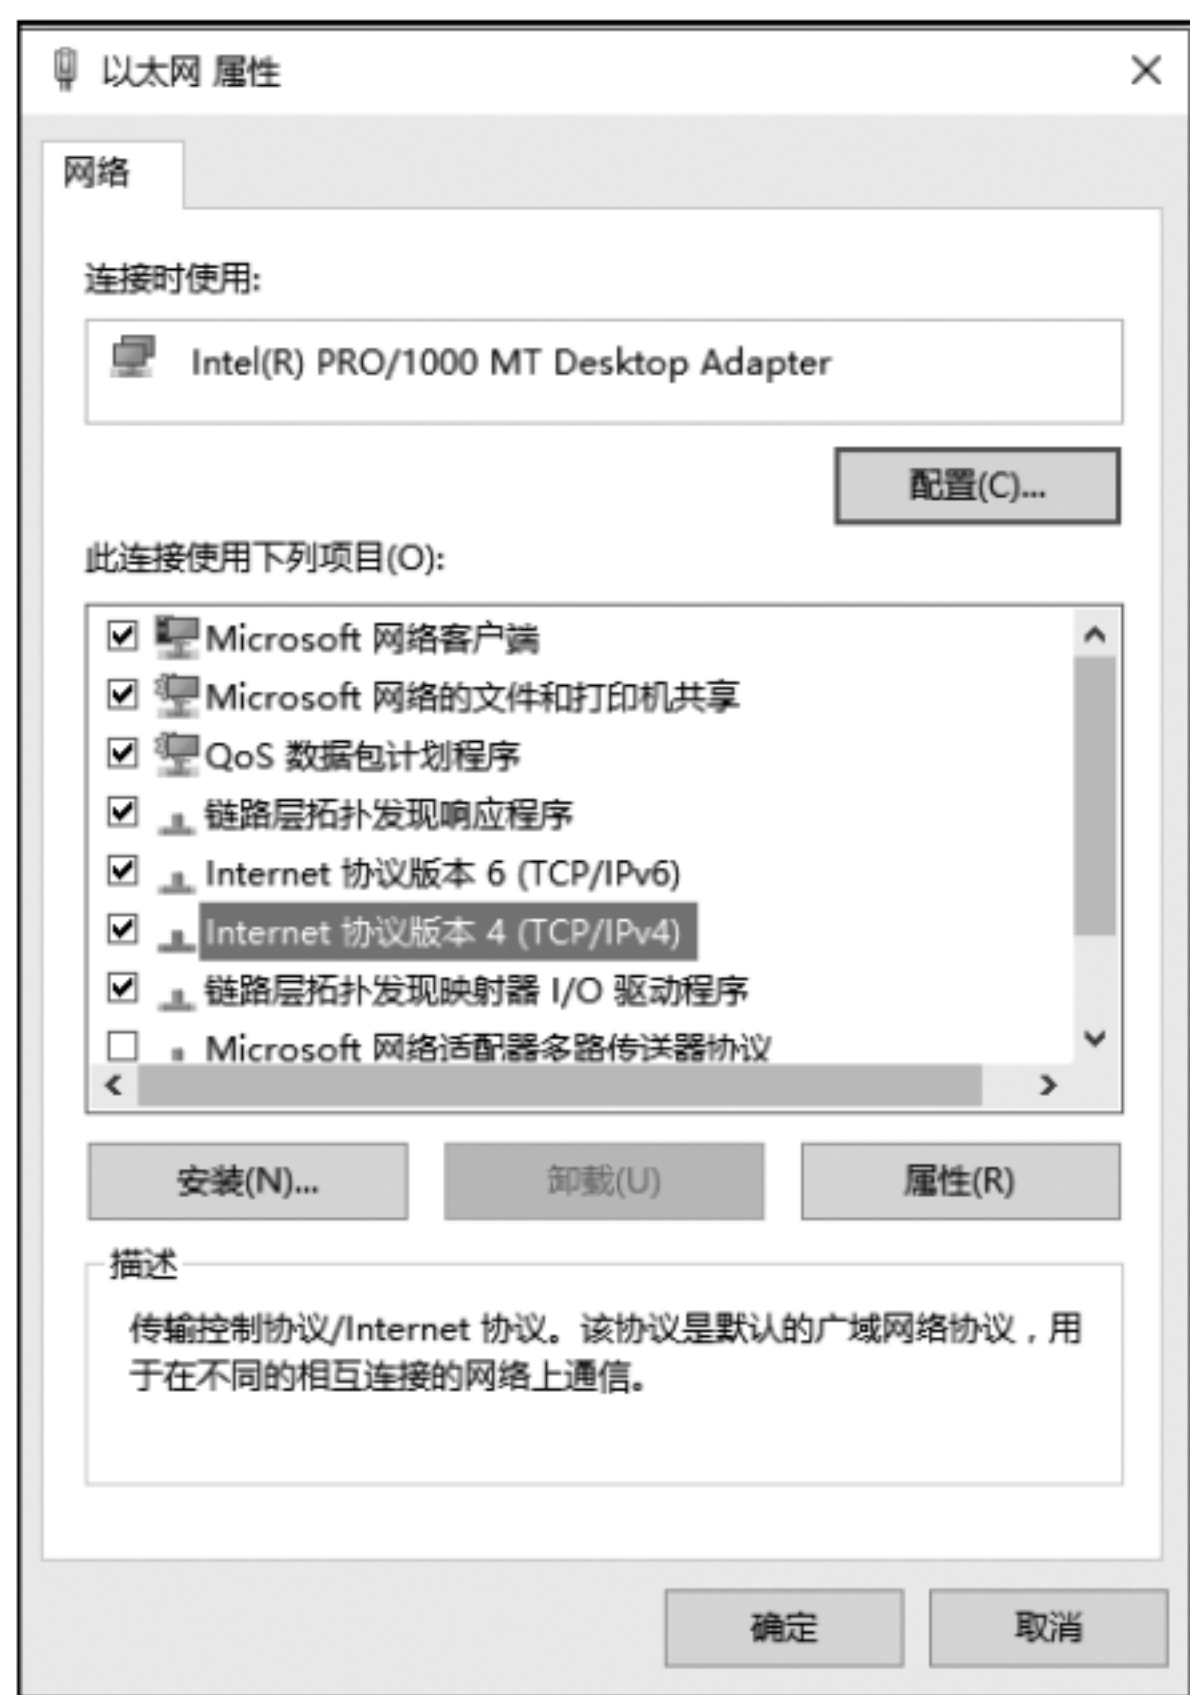 以太网 属性
网络
连接时使用:
Intel(R) PRO/1000 MT Desktop Adapter
配置(C)...
此连接使用下列项目(O):
Microsoft 网络客户端
Microsoft 网络的文件和打印机共享
QoS 数据包计划程序
链路层拓扑发现响应程序
Internet 协议版本 6 (TCP/IPv6)
Internet 协议版本 4 (TCP/IPv4)
链路层拓扑发现映射器 I/O 驱动程序
Microsoft 网络适配器多路传送器协议
安装(N)...
卸载(U)
属性(R)
描述
传输控制协议/Internet 协议。该协议是默认的广域网络协议，用
于在不同的相互连接的网络上通信。
确定
取消